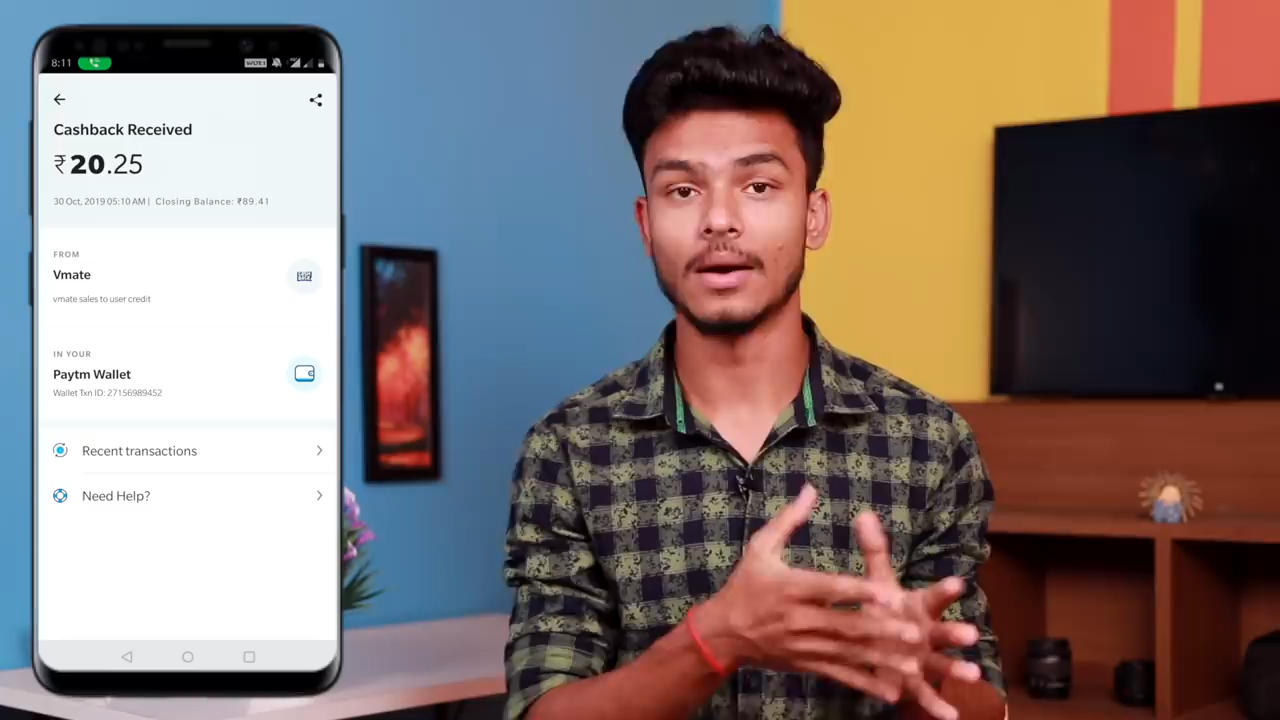 8:11
Cashback Received
₹20.25
30 Oct, 2019 05:10 AM | Closing Balance: ₹89.41
FROM
Vmate
vmate sales to user credit
IN YOUR
Paytm Wallet
Wallet Txn ID: 27156989452
Recent transactions
Need Help?